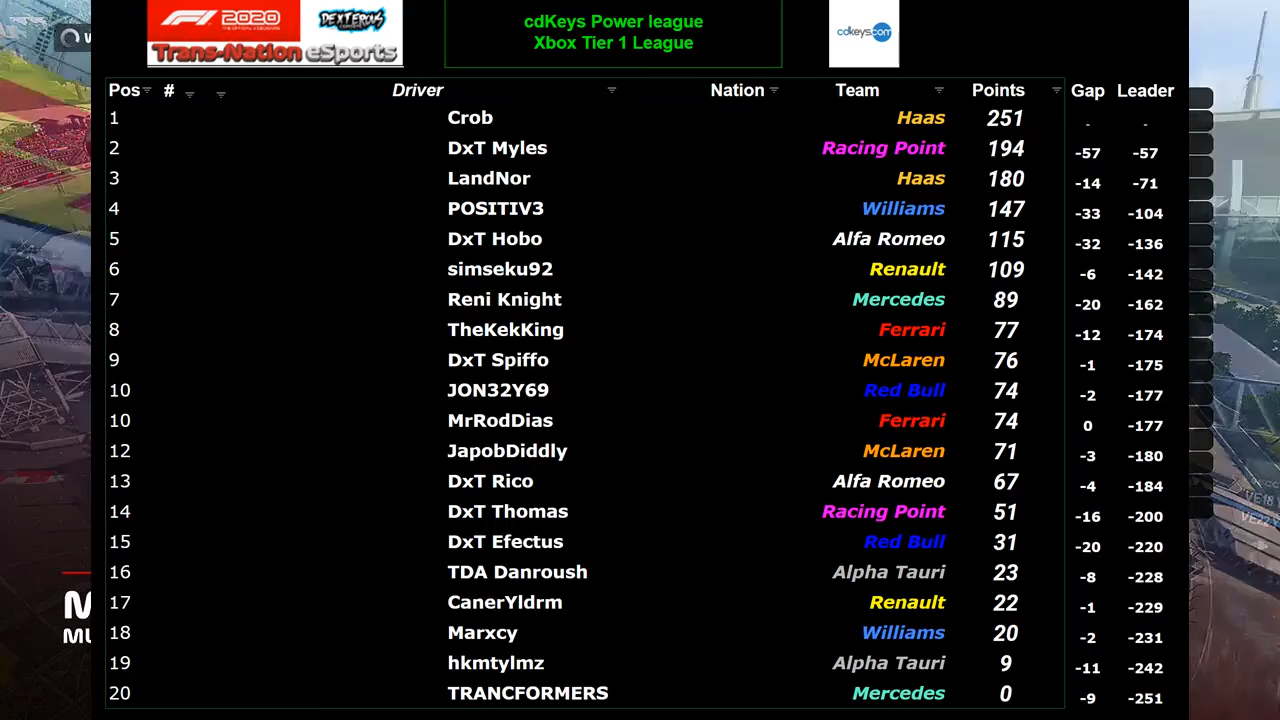 F1 2020
THE OFFICIAL VIDEOGAME
DEXTEROUS
ESPORTS
Trans-Nation eSports
cdKeys Power league
Xbox Tier 1 League
cdkeys.com
Pos # Driver Nation Team Points Gap Leader
1 Crob Haas 251 - -
2 DxT Myles Racing Point 194 -57 -57
3 LandNor Haas 180 -14 -71
4 POSITIV3 Williams 147 -33 -104
5 DxT Hobo Alfa Romeo 115 -32 -136
6 simseku92 Renault 109 -6 -142
7 Reni Knight Mercedes 89 -20 -162
8 TheKekKing Ferrari 77 -12 -174
9 DxT Spiffo McLaren 76 -1 -175
10 JON32Y69 Red Bull 74 -2 -177
10 MrRodDias Ferrari 74 0 -177
12 JapobDiddly McLaren 71 -3 -180
13 DxT Rico Alfa Romeo 67 -4 -184
14 DxT Thomas Racing Point 51 -16 -200
15 DxT Efectus Red Bull 31 -20 -220
16 TDA Danroush Alpha Tauri 23 -8 -228
17 CanerYldrm Renault 22 -1 -229
18 Marxcy Williams 20 -2 -231
19 hkmtylmz Alpha Tauri 9 -11 -242
20 TRANCFORMERS Mercedes 0 -9 -251